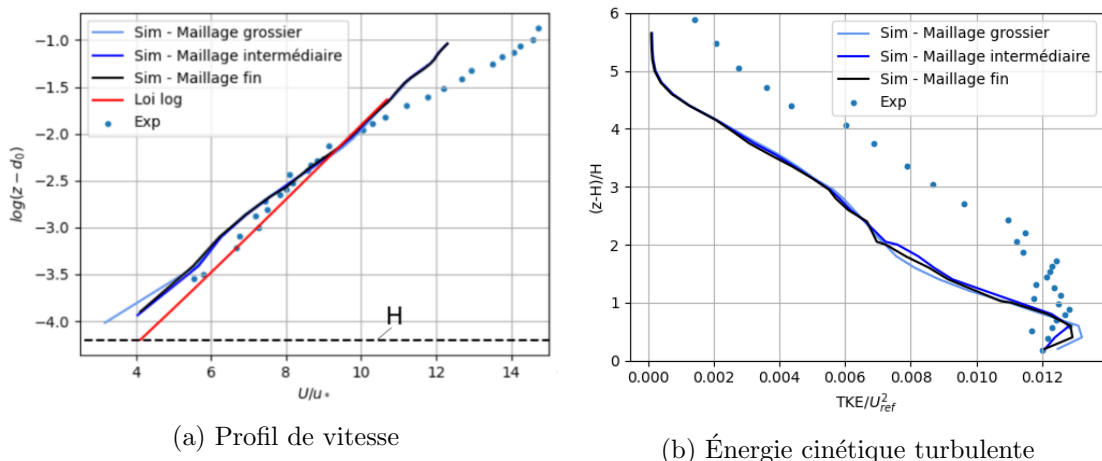 Sim - Maillage grossier
Sim - Maillage intermédiaire
Sim - Maillage fin
Loi log
Exp
−1.0
−1.5
−2.0
−2.5
−3.0
−3.5
−4.0
log(z − d₀)
H
4
6
8
10
12
14
U/u*
(a) Profil de vitesse
Sim - Maillage grossier
Sim - Maillage intermédiaire
Sim - Maillage fin
Exp
6
5
4
3
2
1
0
(z-H)/H
0.000
0.002
0.004
0.006
0.008
0.010
0.012
TKE/U²ref
(b) Énergie cinétique turbulente